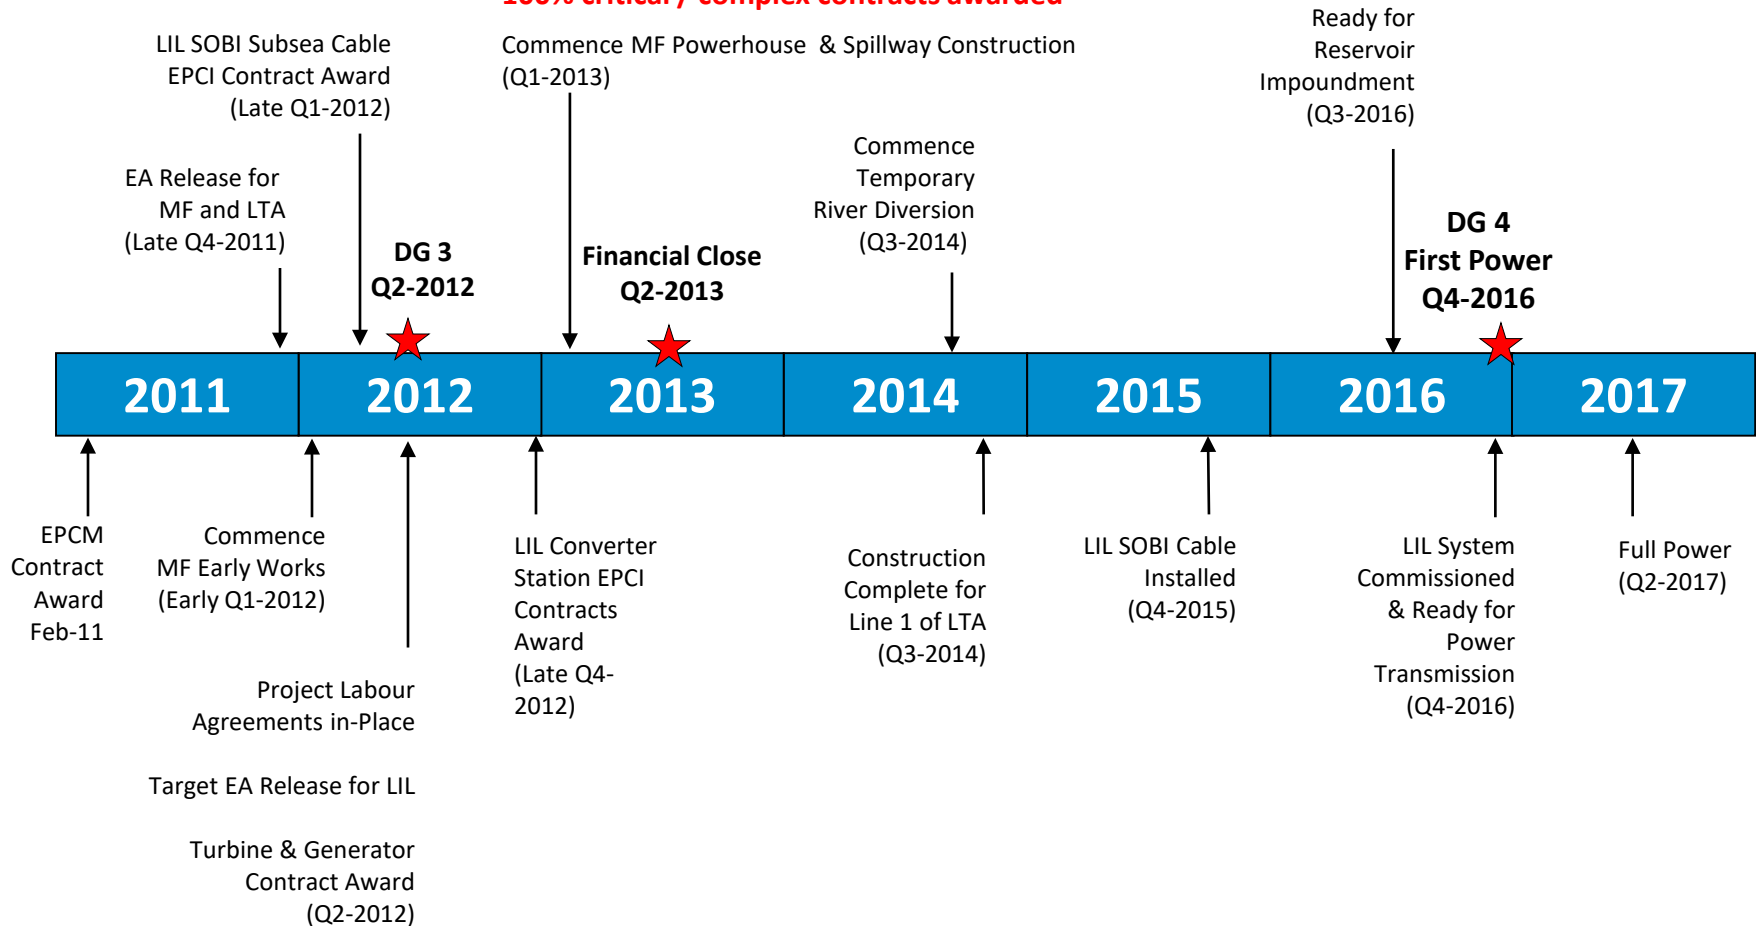 100% critical / complex contracts awarded
LIL SOBI Subsea Cable
EPCI Contract Award
(Late Q1-2012)
Commence MF Powerhouse & Spillway Construction
(Q1-2013)
Ready for
Reservoir
Impoundment
(Q3-2016)
EA Release for
MF and LTA
(Late Q4-2011)
DG 3
Q2-2012
Financial Close
Q2-2013
Commence
Temporary
River Diversion
(Q3-2014)
DG 4
First Power
Q4-2016
2011
2012
2013
2014
2015
2016
2017
EPCM
Contract
Award
Feb-11
Commence
MF Early Works
(Early Q1-2012)
Project Labour
Agreements in-Place
Target EA Release for LIL
Turbine & Generator
Contract Award
(Q2-2012)
LIL Converter
Station EPCI
Contracts
Award
(Late Q4-
2012)
Construction
Complete for
Line 1 of LTA
(Q3-2014)
LIL SOBI Cable
Installed
(Q4-2015)
LIL System
Commissioned
& Ready for
Power
Transmission
(Q4-2016)
Full Power
(Q2-2017)